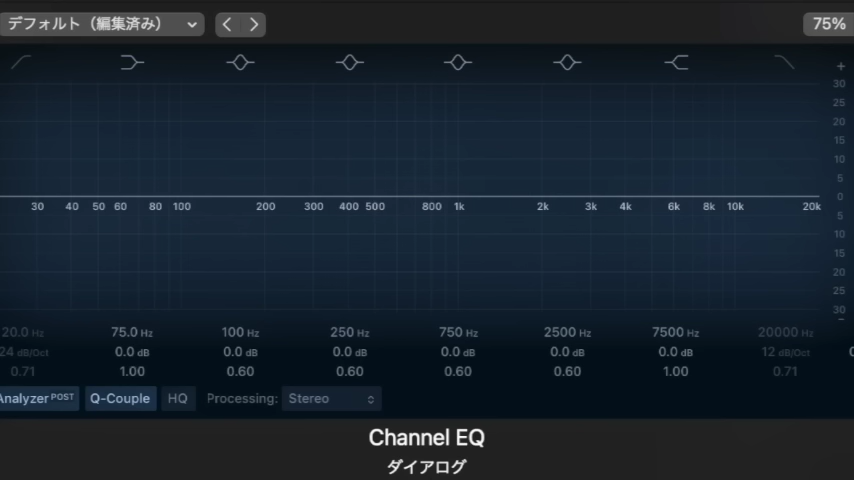 デフォルト（編集済み）
75%
+
30
25
20
15
10
5
0
30 40 50 60 80 100 200 300 400 500 800 1k 2k 3k 4k 6k 8k 10k 20k
5
10
15
20
25
30
−
20.0 Hz 75.0 Hz 100 Hz 250 Hz 750 Hz 2500 Hz 7500 Hz 20000 Hz
24 dB/Oct 0.0 dB 0.0 dB 0.0 dB 0.0 dB 0.0 dB 0.0 dB 12 dB/Oct
0.71 1.00 0.60 0.60 0.60 0.60 1.00 0.71
Analyzer POST Q-Couple HQ Processing: Stereo
Channel EQ
ダイアログ